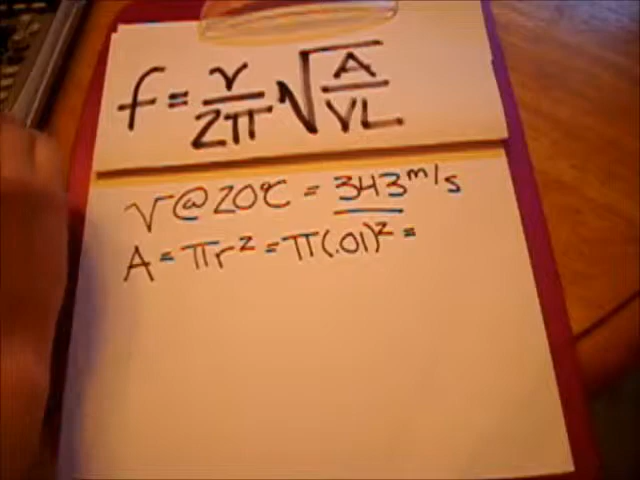 f = v/2π √A/VL
v @ 20°C = 343 m/s
A = πr² = π(.01)² =